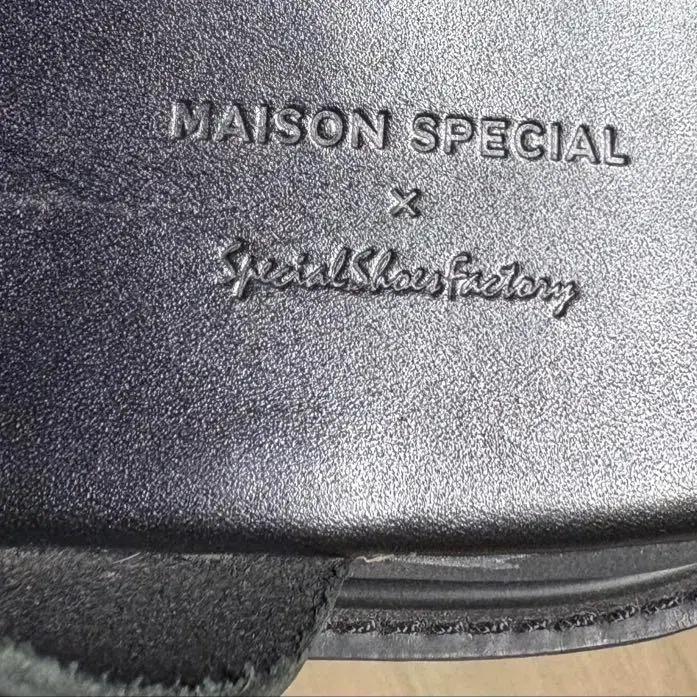 MAISON SPECIAL
×
SpecialShoesFactory